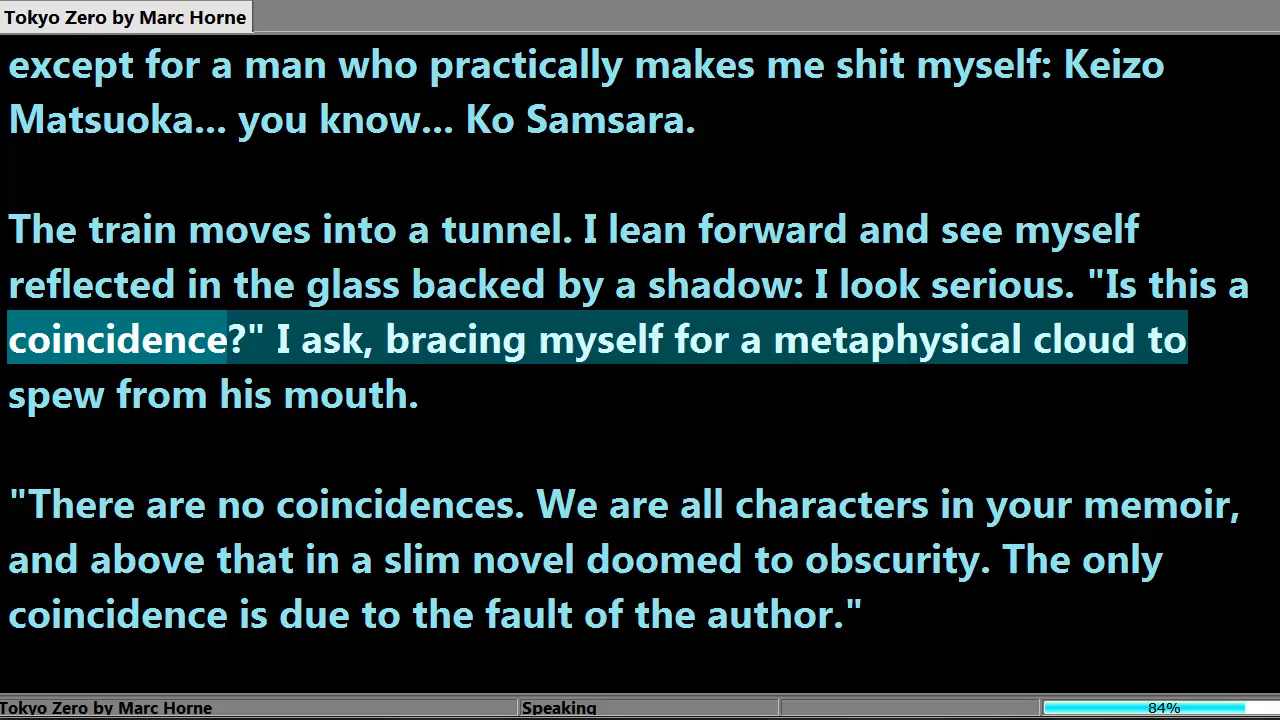 Tokyo Zero by Marc Horne
except for a man who practically makes me shit myself: Keizo
Matsuoka... you know... Ko Samsara.
The train moves into a tunnel. I lean forward and see myself
reflected in the glass backed by a shadow: I look serious. "Is this a
coincidence?" I ask, bracing myself for a metaphysical cloud to
spew from his mouth.
"There are no coincidences. We are all characters in your memoir,
and above that in a slim novel doomed to obscurity. The only
coincidence is due to the fault of the author."
Tokyo Zero by Marc Horne
Speaking
84%